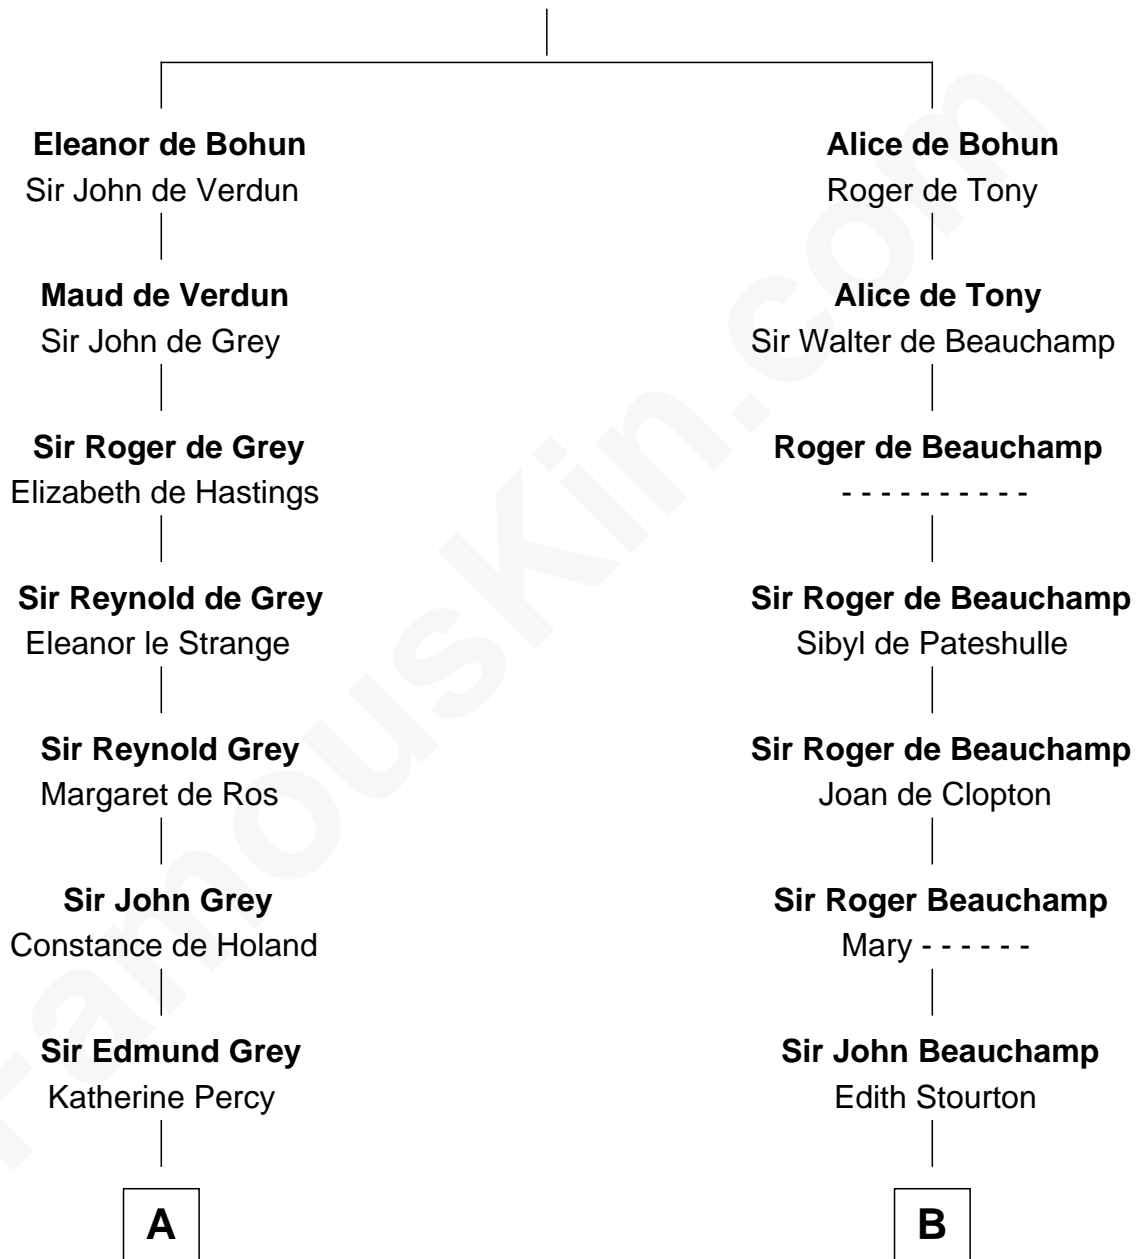 Eleanor de Bohun
Sir John de Verdun
Alice de Bohun
Roger de Tony
Maud de Verdun
Sir John de Grey
Alice de Tony
Sir Walter de Beauchamp
Sir Roger de Grey
Elizabeth de Hastings
Roger de Beauchamp
- - - - - - - - - -
Sir Reynold de Grey
Eleanor le Strange
Sir Roger de Beauchamp
Sibyl de Pateshulle
Sir Reynold Grey
Margaret de Ros
Sir Roger de Beauchamp
Joan de Clopton
Sir John Grey
Constance de Holand
Sir Roger Beauchamp
Mary - - - - - -
Sir Edmund Grey
Katherine Percy
Sir John Beauchamp
Edith Stourton
A
B
FamousKin.com